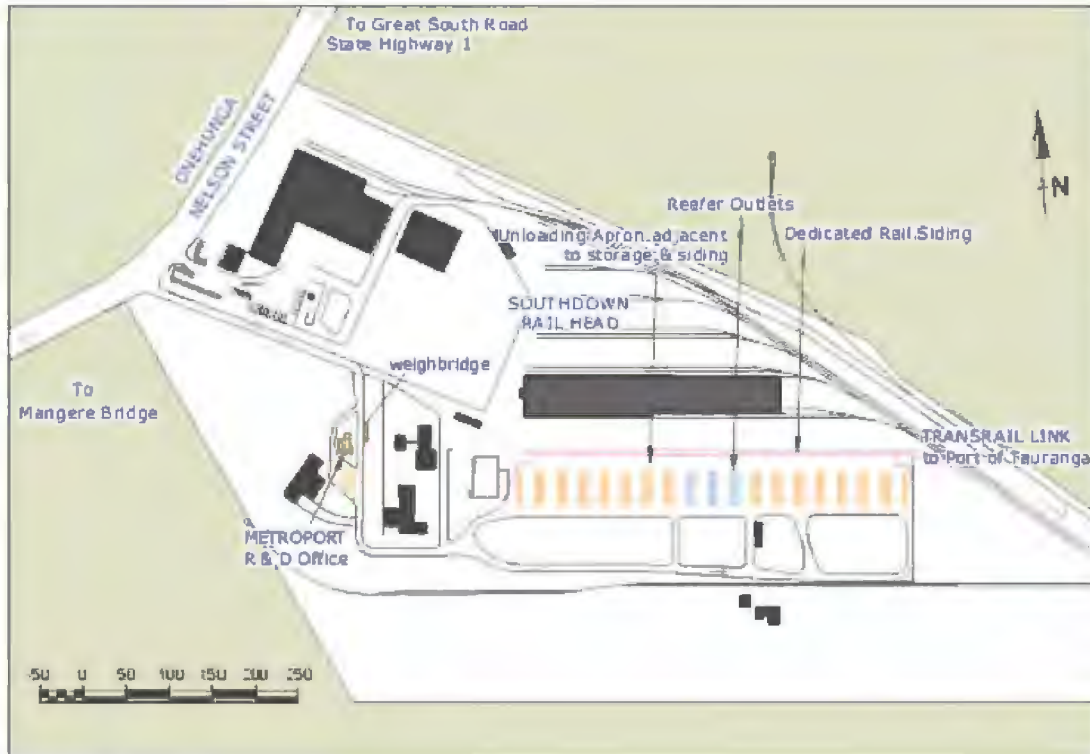 To Great South Road
State Highway 1
ONEHUNGA
NELSON STREET
N
Reefer Outlets
Unloading Apron adjacent
to storage & siding
Dedicated Rail Siding
SOUTHDOWN
RAIL HEAD
weighbridge
To
Mangere Bridge
TRANSRAIL LINK
to Port of Tauranga
METROPORT
R & D Office
50 0 50 100 150 200 250